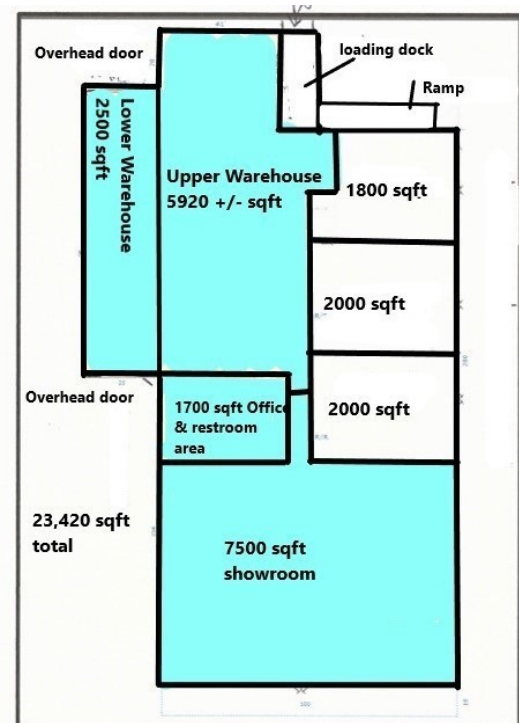 Overhead door
loading dock
Ramp
Lower Warehouse
2500 sqft
Upper Warehouse
5920 +/- sqft
1800 sqft
2000 sqft
Overhead door
1700 sqft Office
& restroom
area
2000 sqft
23,420 sqft
total
7500 sqft
showroom